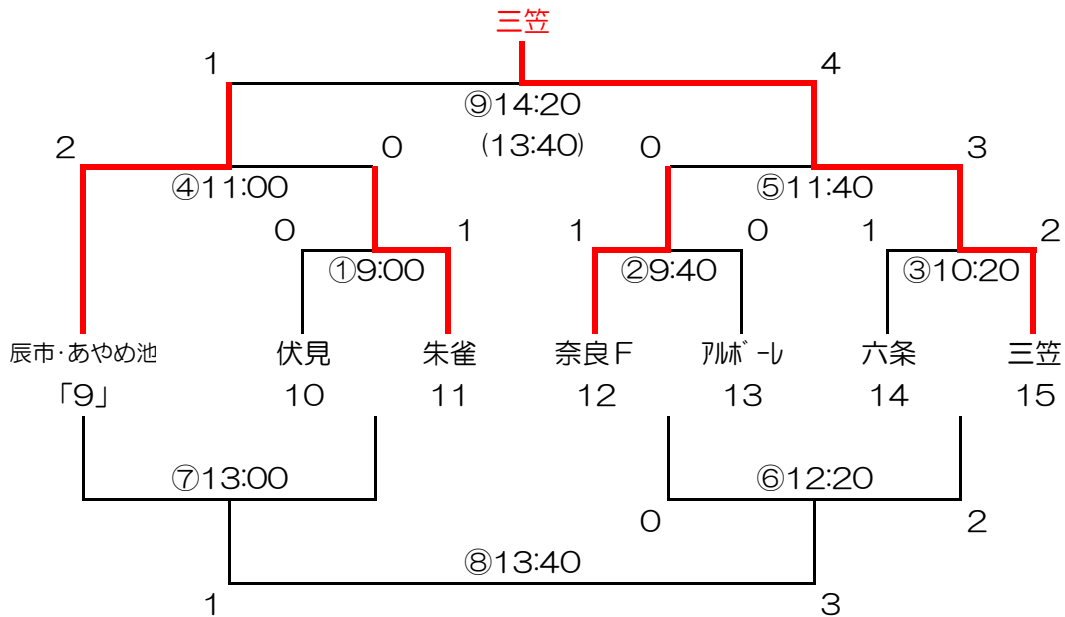 三笠
1 4
⑨14:20
2 0 (13:40) 0 3
④11:00 ⑤11:40
0 1 1 0 1 2
①9:00 ②9:40 ③10:20
辰市・あやめ池 伏見 朱雀 奈良F ｱﾙﾎﾞｰﾚ 六条 三笠
「9」 10 11 12 13 14 15
⑦13:00 ⑥12:20
0 2
⑧13:40
1 3